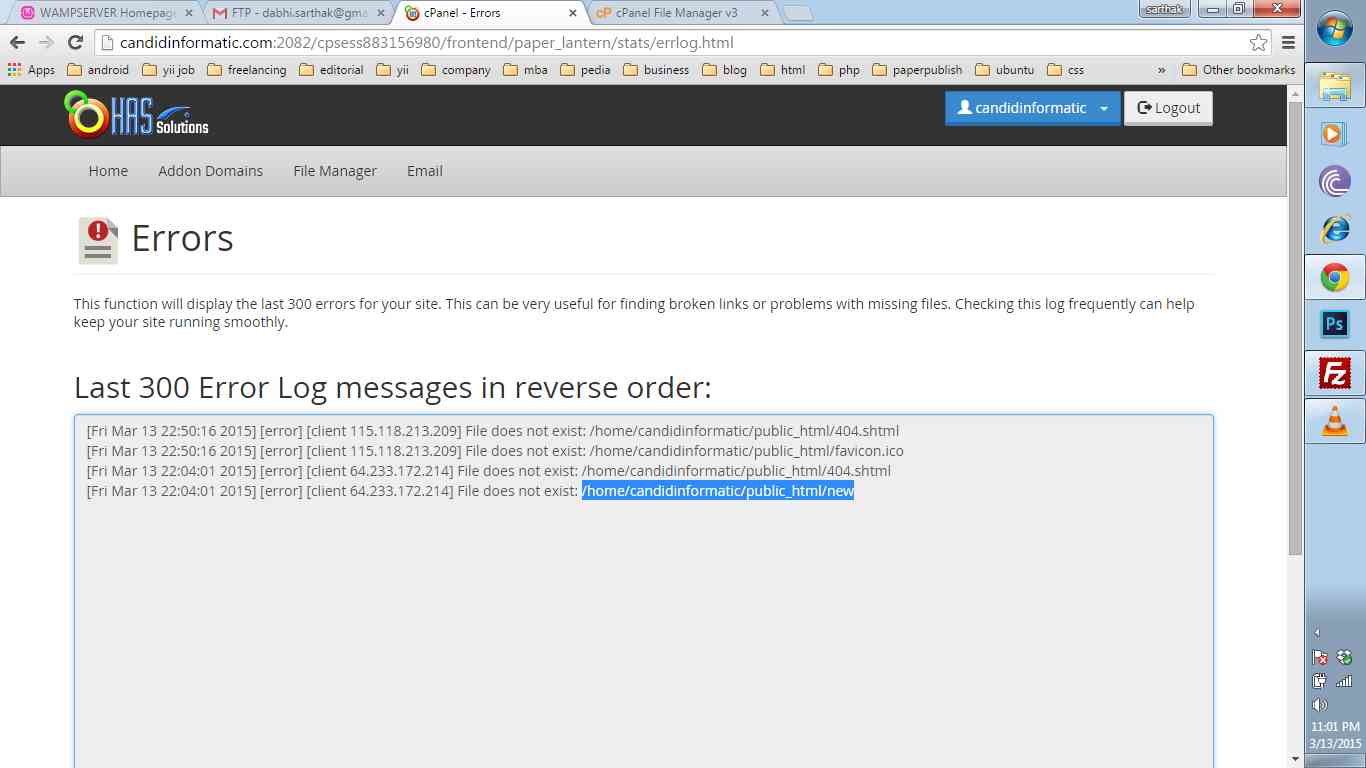 WAMPSERVER Homepage
FTP - dabhi.sarthak@gma
cPanel - Errors
cPanel File Manager v3
sarthak
candidinformatic.com:2082/cpsess883156980/frontend/paper_lantern/stats/errlog.html
Apps android yii job freelancing editorial yii company mba pedia business blog html php paperpublish ubuntu css » Other bookmarks
HAS Solutions
candidinformatic
Logout
Home Addon Domains File Manager Email
Errors
This function will display the last 300 errors for your site. This can be very useful for finding broken links or problems with missing files. Checking this log frequently can help
keep your site running smoothly.
Last 300 Error Log messages in reverse order:
[Fri Mar 13 22:50:16 2015] [error] [client 115.118.213.209] File does not exist: /home/candidinformatic/public_html/404.shtml
[Fri Mar 13 22:50:16 2015] [error] [client 115.118.213.209] File does not exist: /home/candidinformatic/public_html/favicon.ico
[Fri Mar 13 22:04:01 2015] [error] [client 64.233.172.214] File does not exist: /home/candidinformatic/public_html/404.shtml
[Fri Mar 13 22:04:01 2015] [error] [client 64.233.172.214] File does not exist: /home/candidinformatic/public_html/new
Ps
Fz
11:01 PM
3/13/2015